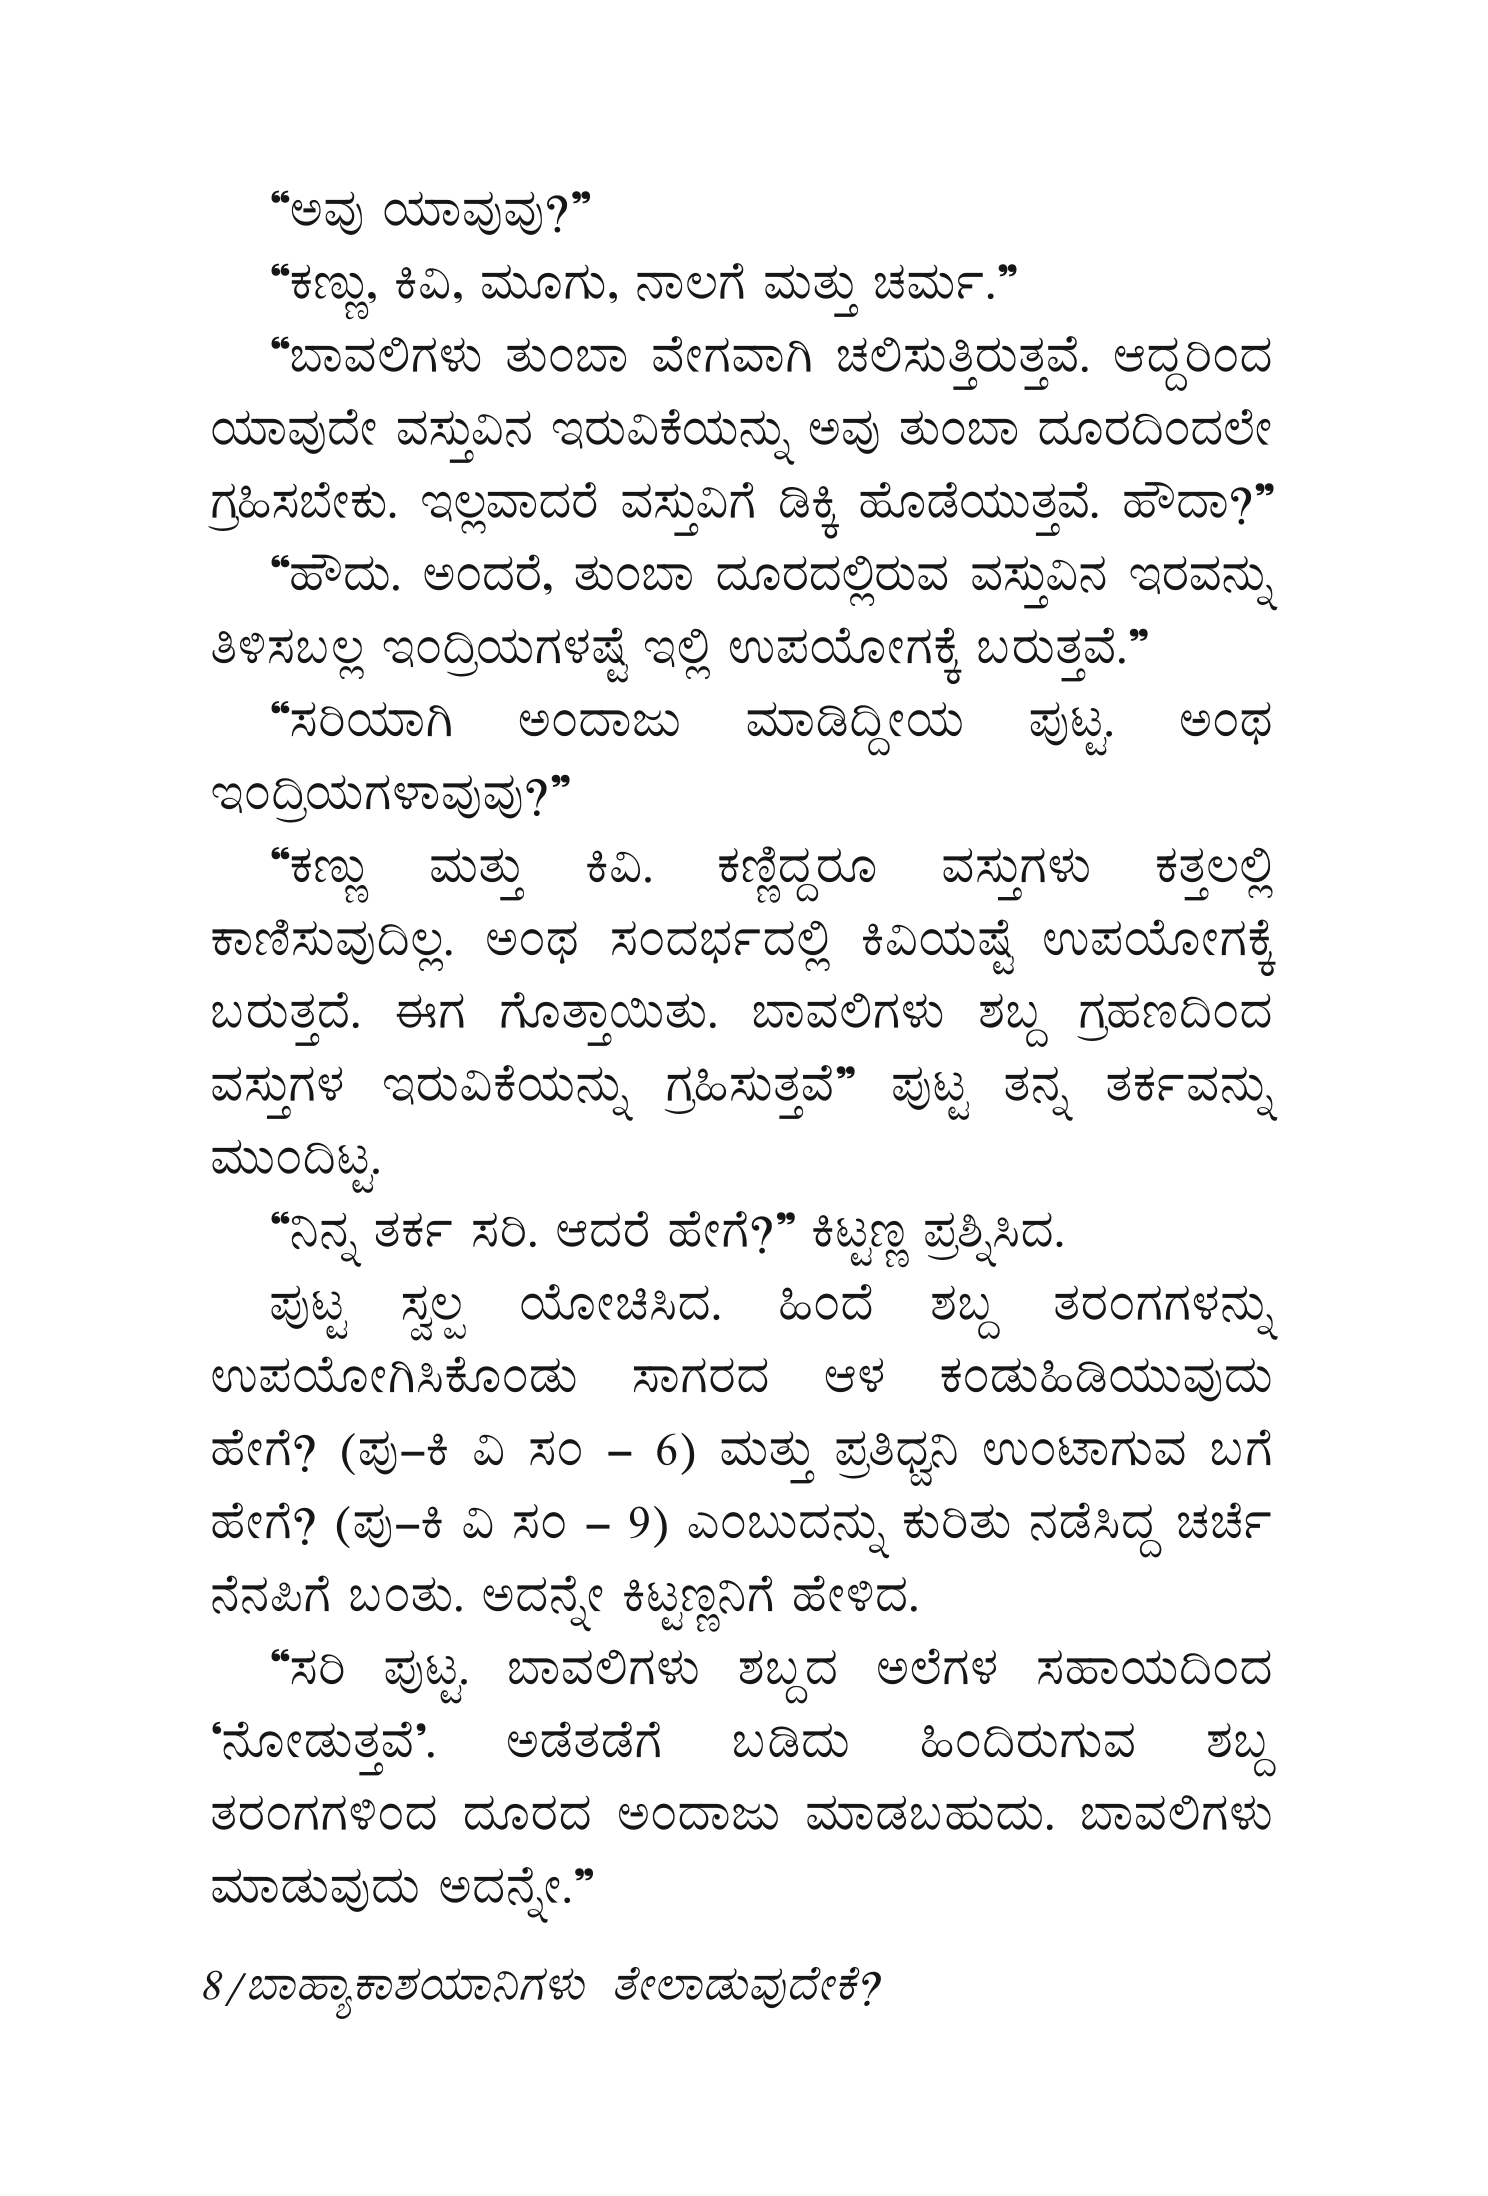 “ಅವು ಯಾವುವು?”
“ಕಣ್ಣು, ಕಿವಿ, ಮೂಗು, ನಾಲಗೆ ಮತ್ತು ಚರ್ಮ.”
“ಬಾವಲಿಗಳು ತುಂಬಾ ವೇಗವಾಗಿ ಚಲಿಸುತ್ತಿರುತ್ತವೆ. ಆದ್ದರಿಂದ
ಯಾವುದೇ ವಸ್ತುವಿನ ಇರುವಿಕೆಯನ್ನು ಅವು ತುಂಬಾ ದೂರದಿಂದಲೇ
ಗ್ರಹಿಸಬೇಕು. ಇಲ್ಲವಾದರೆ ವಸ್ತುವಿಗೆ ಡಿಕ್ಕಿ ಹೊಡೆಯುತ್ತವೆ. ಹೌದಾ?”
“ಹೌದು. ಅಂದರೆ, ತುಂಬಾ ದೂರದಲ್ಲಿರುವ ವಸ್ತುವಿನ ಇರವನ್ನು
ತಿಳಿಸಬಲ್ಲ ಇಂದ್ರಿಯಗಳಷ್ಟೆ ಇಲ್ಲಿ ಉಪಯೋಗಕ್ಕೆ ಬರುತ್ತವೆ.”
“ಸರಿಯಾಗಿ ಅಂದಾಜು ಮಾಡಿದ್ದೀಯ ಪುಟ್ಟ. ಅಂಥ
ಇಂದ್ರಿಯಗಳಾವುವು?”
“ಕಣ್ಣು ಮತ್ತು ಕಿವಿ. ಕಣ್ಣಿದ್ದರೂ ವಸ್ತುಗಳು ಕತ್ತಲಲ್ಲಿ
ಕಾಣಿಸುವುದಿಲ್ಲ. ಅಂಥ ಸಂದರ್ಭದಲ್ಲಿ ಕಿವಿಯಷ್ಟೆ ಉಪಯೋಗಕ್ಕೆ
ಬರುತ್ತದೆ. ಈಗ ಗೊತ್ತಾಯಿತು. ಬಾವಲಿಗಳು ಶಬ್ದ ಗ್ರಹಣದಿಂದ
ವಸ್ತುಗಳ ಇರುವಿಕೆಯನ್ನು ಗ್ರಹಿಸುತ್ತವೆ” ಪುಟ್ಟ ತನ್ನ ತರ್ಕವನ್ನು
ಮುಂದಿಟ್ಟ.
“ನಿನ್ನ ತರ್ಕ ಸರಿ. ಆದರೆ ಹೇಗೆ?” ಕಿಟ್ಟಣ್ಣ ಪ್ರಶ್ನಿಸಿದ.
ಪುಟ್ಟ ಸ್ವಲ್ಪ ಯೋಚಿಸಿದ. ಹಿಂದೆ ಶಬ್ದ ತರಂಗಗಳನ್ನು
ಉಪಯೋಗಿಸಿಕೊಂಡು ಸಾಗರದ ಆಳ ಕಂಡುಹಿಡಿಯುವುದು
ಹೇಗೆ? (ಪು–ಕಿ ವಿ ಸಂ – 6) ಮತ್ತು ಪ್ರತಿಧ್ವನಿ ಉಂಟಾಗುವ ಬಗೆ
ಹೇಗೆ? (ಪು–ಕಿ ವಿ ಸಂ – 9) ಎಂಬುದನ್ನು ಕುರಿತು ನಡೆಸಿದ್ದ ಚರ್ಚೆ
ನೆನಪಿಗೆ ಬಂತು. ಅದನ್ನೇ ಕಿಟ್ಟಣ್ಣನಿಗೆ ಹೇಳಿದ.
“ಸರಿ ಪುಟ್ಟ. ಬಾವಲಿಗಳು ಶಬ್ದದ ಅಲೆಗಳ ಸಹಾಯದಿಂದ
‘ನೋಡುತ್ತವೆ’. ಅಡೆತಡೆಗೆ ಬಡಿದು ಹಿಂದಿರುಗುವ ಶಬ್ದ
ತರಂಗಗಳಿಂದ ದೂರದ ಅಂದಾಜು ಮಾಡಬಹುದು. ಬಾವಲಿಗಳು
ಮಾಡುವುದು ಅದನ್ನೇ.”
8/ಬಾಹ್ಯಾಕಾಶಯಾನಿಗಳು ತೇಲಾಡುವುದೇಕೆ?